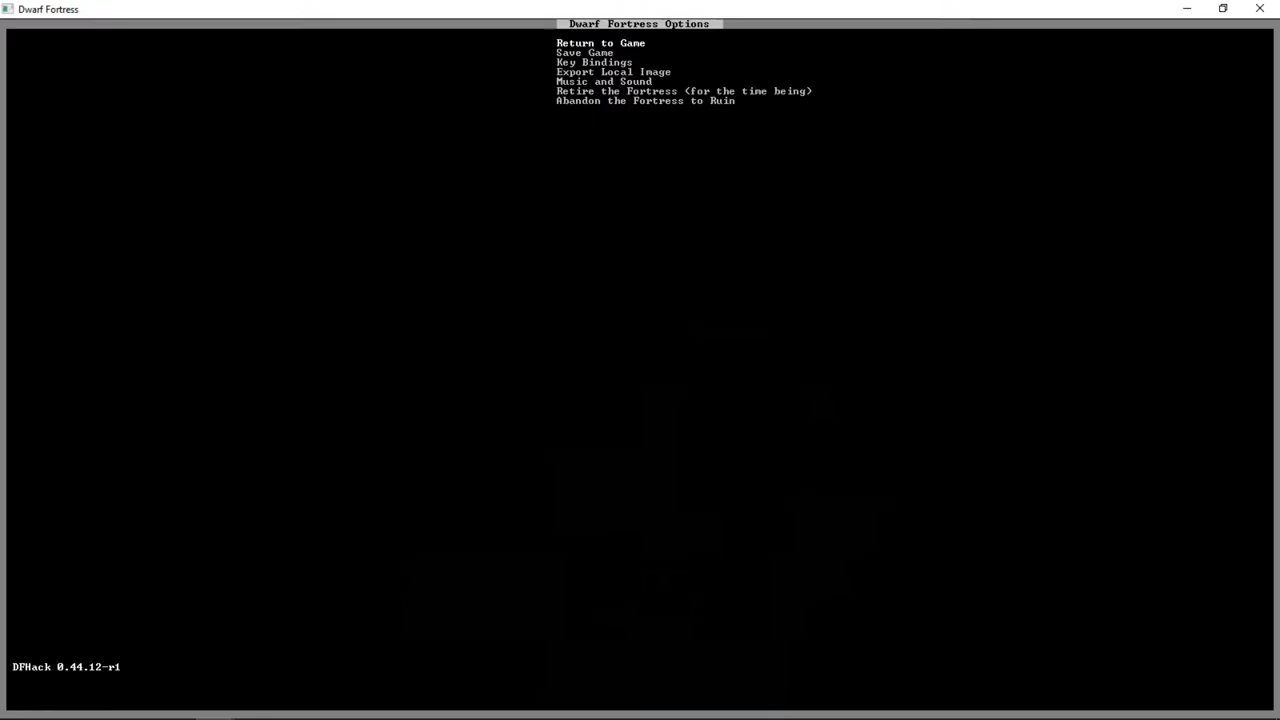 Dwarf Fortress
Dwarf Fortress Options
Return to Game
Save Game
Key Bindings
Export Local Image
Music and Sound
Retire the Fortress (for the time being)
Abandon the Fortress to Ruin
DFHack 0.44.12-r1